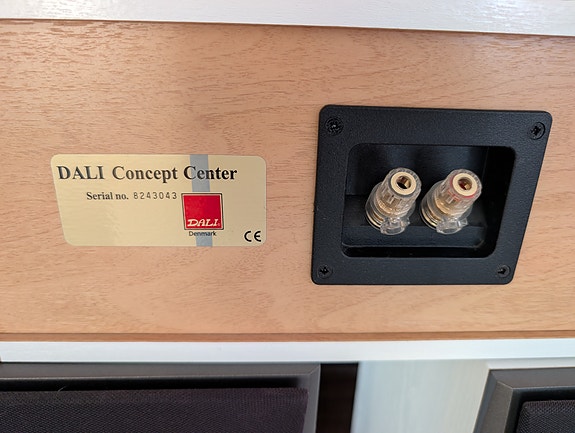 DALI Concept Center
Serial no. 8243043
DALI
Denmark
CE